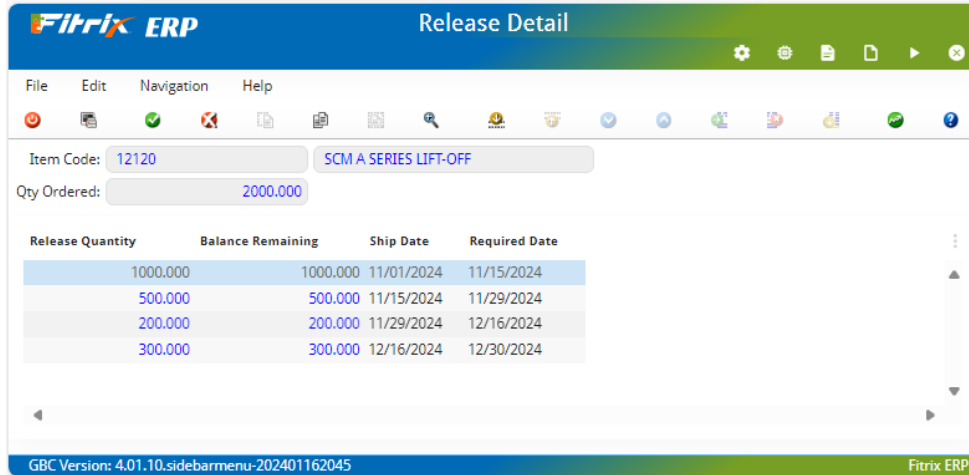 Fitrix ERP Release Detail
File Edit Navigation Help
Item Code: 12120 SCM A SERIES LIFT-OFF
Qty Ordered: 2000.000
Release Quantity Balance Remaining Ship Date Required Date
1000.000 1000.000 11/01/2024 11/15/2024
500.000 500.000 11/15/2024 11/29/2024
200.000 200.000 11/29/2024 12/16/2024
300.000 300.000 12/16/2024 12/30/2024
GBC Version: 4.01.10.sidebarmenu-202401162045 Fitrix ERP